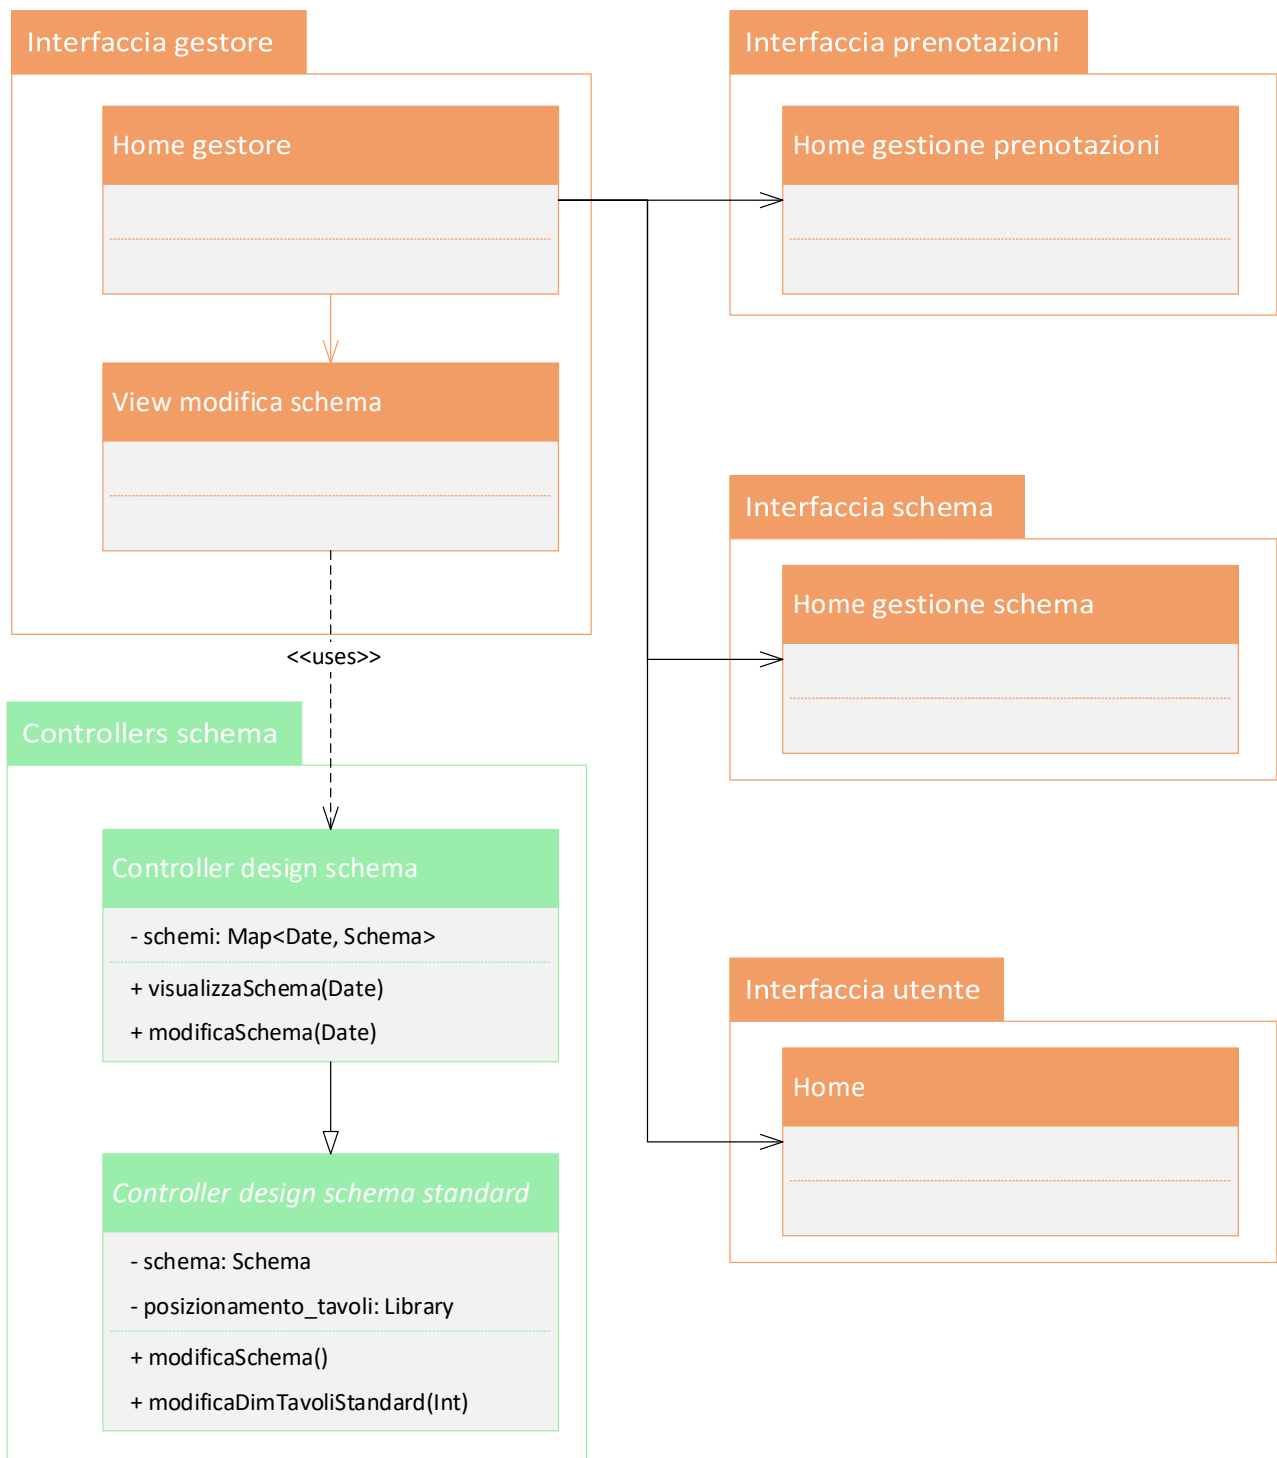 Interfaccia gestore
Home gestore
View modifica schema
<<uses>>
Controllers schema
Controller design schema
- schemi: Map<Date, Schema>
+ visualizzaSchema(Date)
+ modificaSchema(Date)
Controller design schema standard
- schema: Schema
- posizionamento_tavoli: Library
+ modificaSchema()
+ modificaDimTavoliStandard(Int)
Interfaccia prenotazioni
Home gestione prenotazioni
Interfaccia schema
Home gestione schema
Interfaccia utente
Home